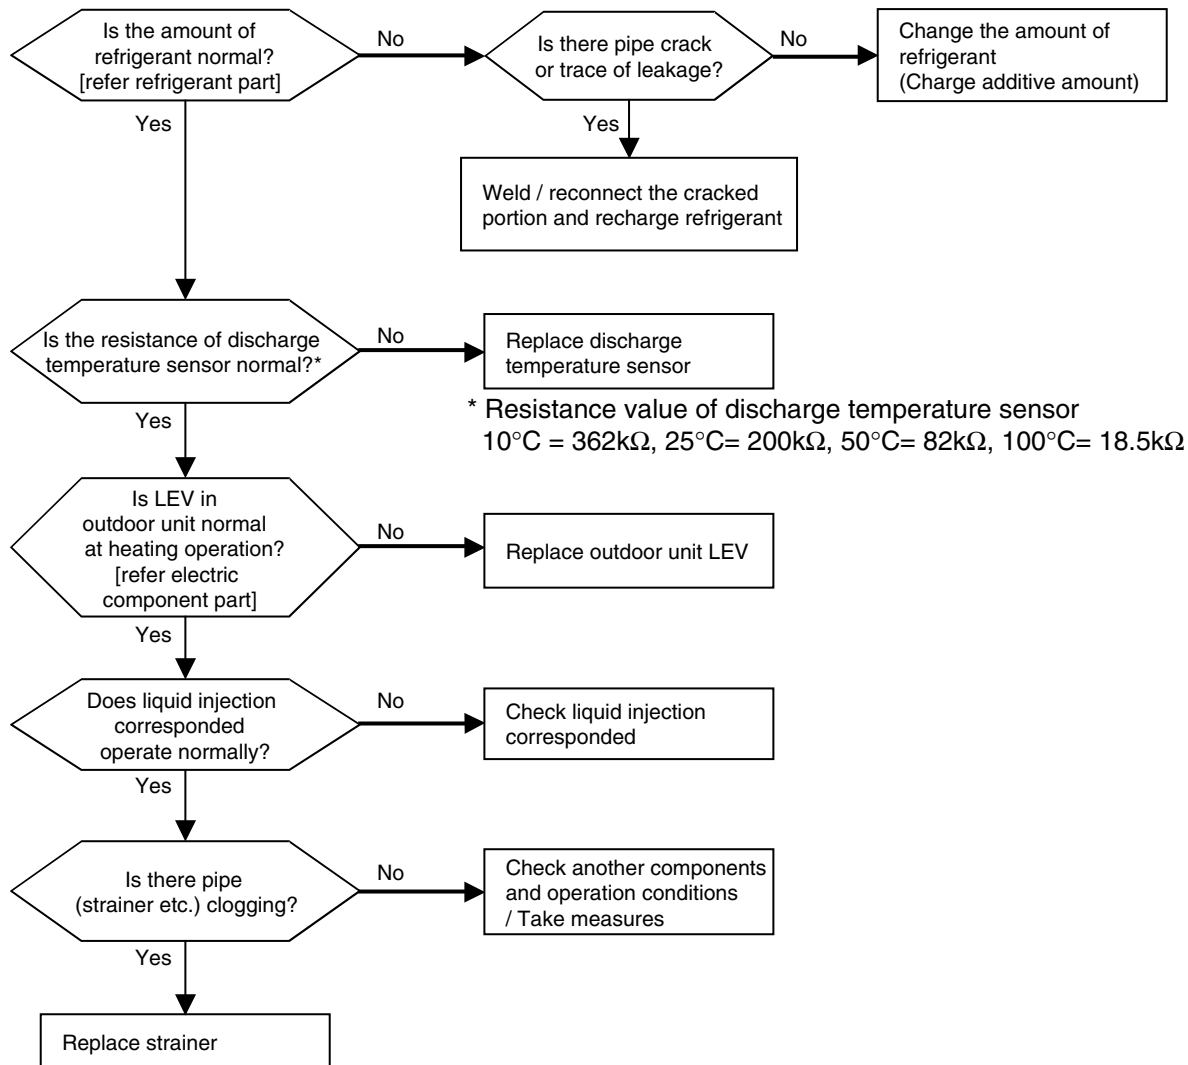 Is the amount of
refrigerant normal?
[refer refrigerant part]
No
Is there pipe crack
or trace of leakage?
No
Change the amount of
refrigerant
(Charge additive amount)
Yes
Yes
Weld / reconnect the cracked
portion and recharge refrigerant
Is the resistance of discharge
temperature sensor normal?*
No
Replace discharge
temperature sensor
* Resistance value of discharge temperature sensor
10°C = 362kΩ, 25°C= 200kΩ, 50°C= 82kΩ, 100°C= 18.5kΩ
Yes
Is LEV in
outdoor unit normal
at heating operation?
[refer electric
component part]
No
Replace outdoor unit LEV
Yes
Does liquid injection
corresponded
operate normally?
No
Check liquid injection
corresponded
Yes
Is there pipe
(strainer etc.) clogging?
No
Check another components
and operation conditions
/ Take measures
Yes
Replace strainer